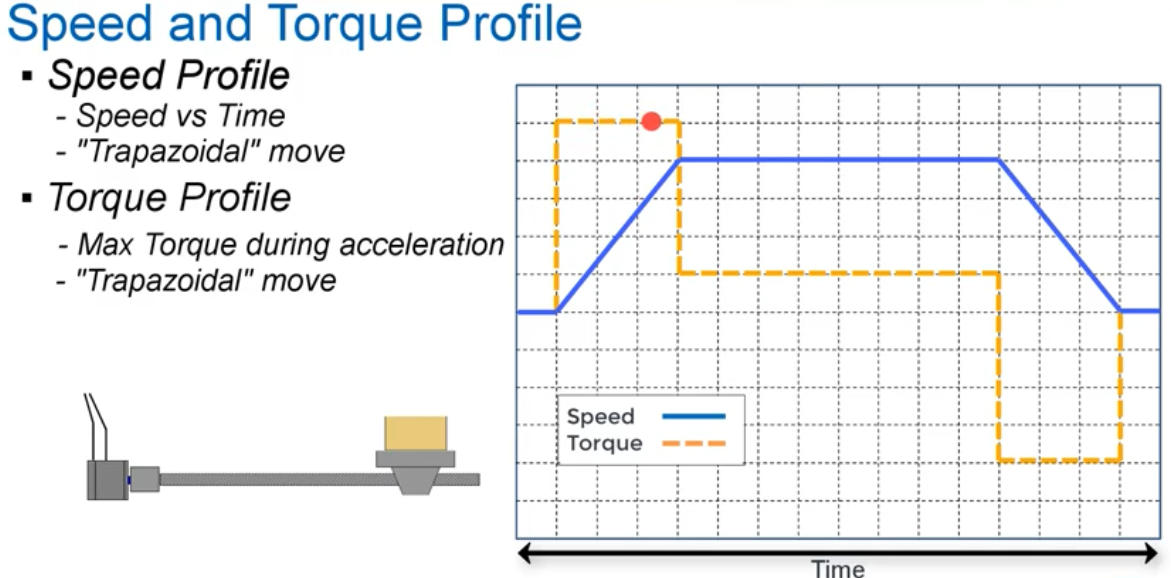 Speed and Torque Profile
▪ Speed Profile
- Speed vs Time
- "Trapazoidal" move
▪ Torque Profile
- Max Torque during acceleration
- "Trapazoidal" move
Speed
Torque
Time